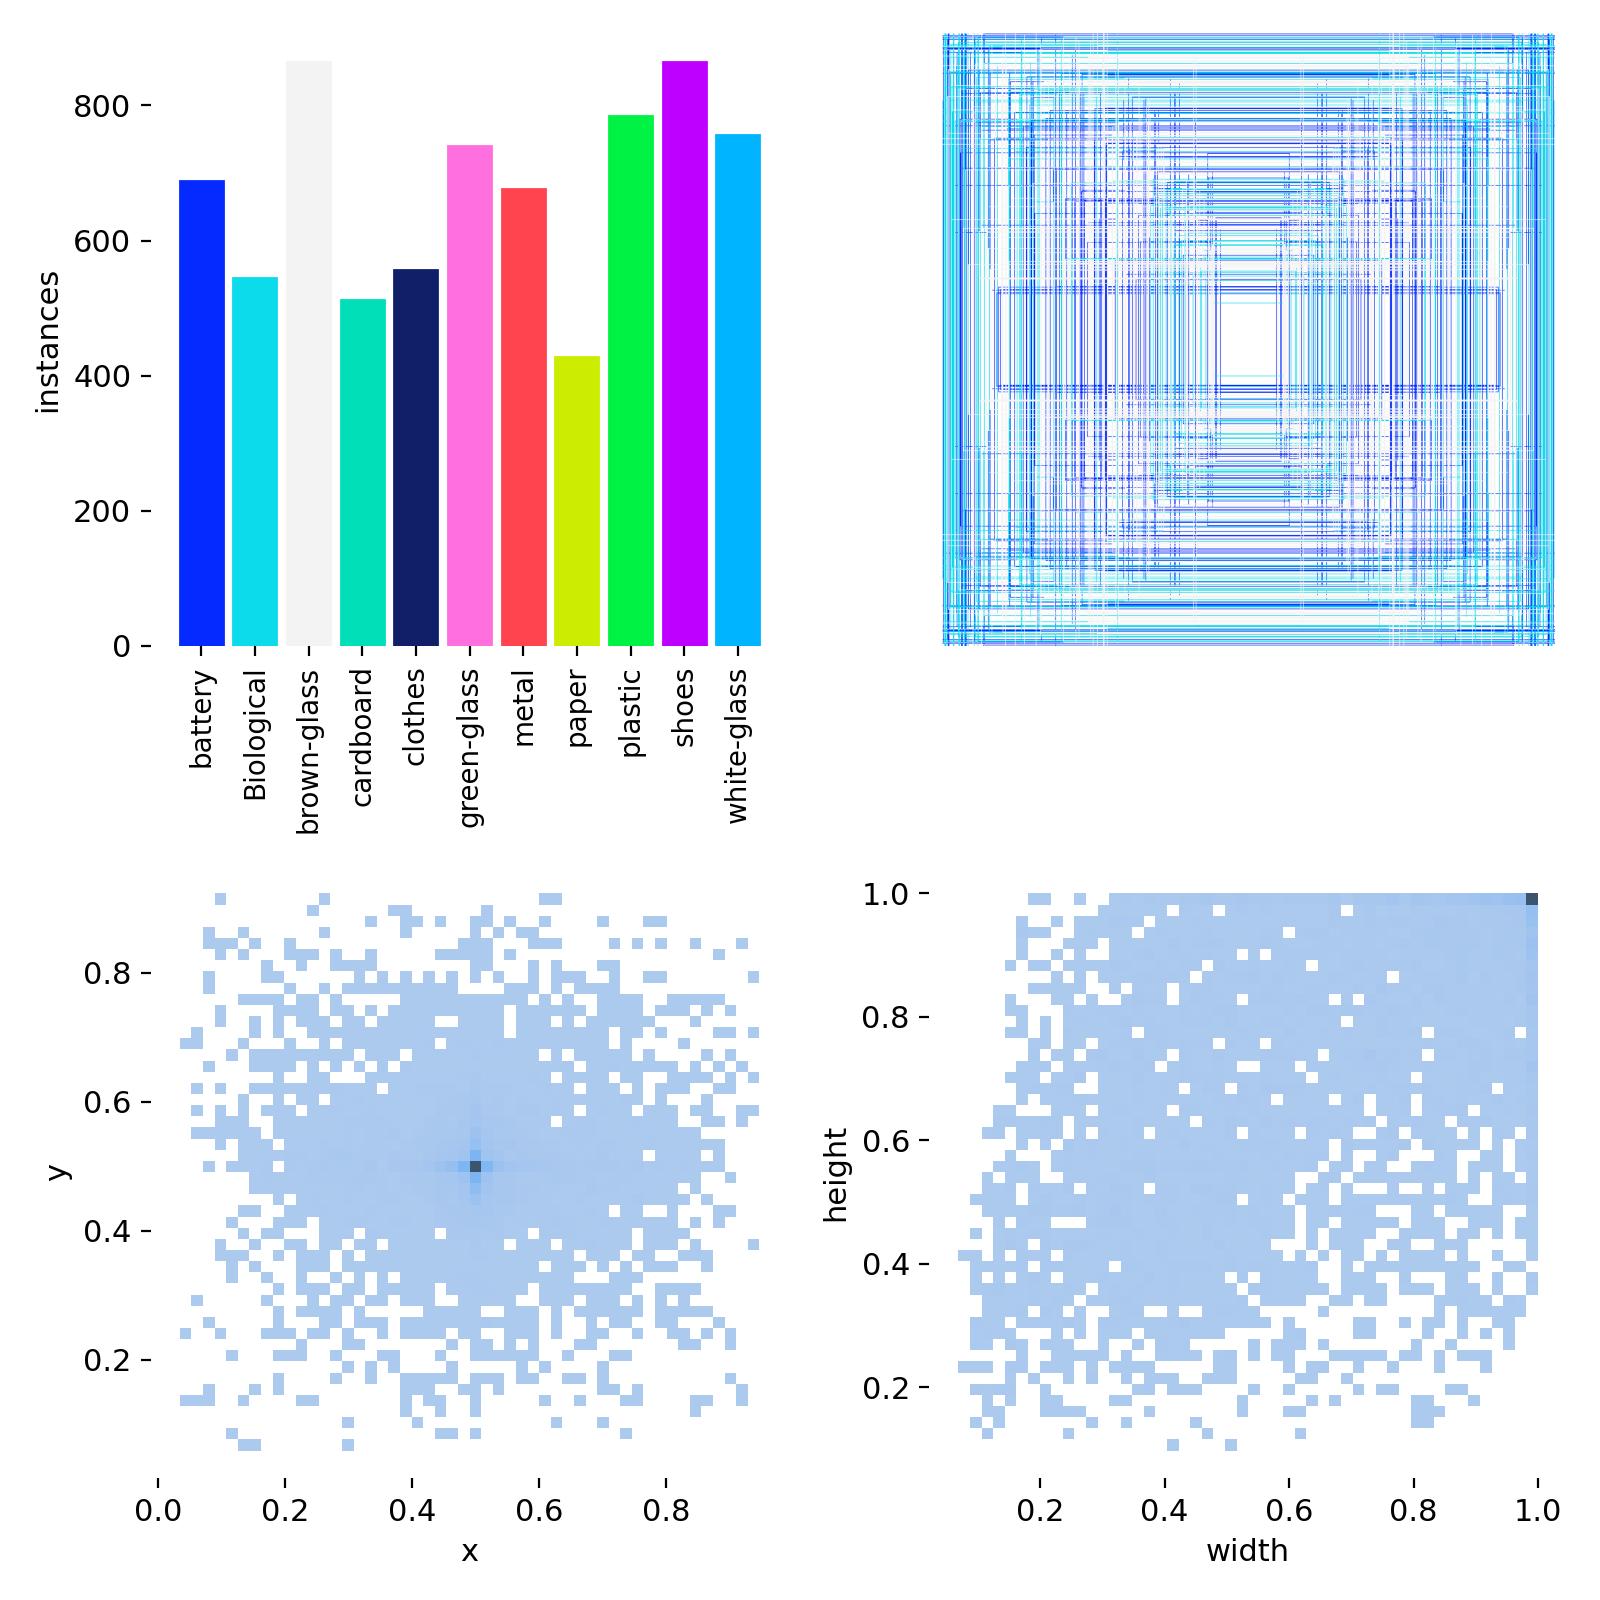 instances
800
600
400
200
0
battery
Biological
brown-glass
cardboard
clothes
green-glass
metal
paper
plastic
shoes
white-glass
y
0.8
0.6
0.4
0.2
0.0 0.2 0.4 0.6 0.8
x
height
1.0
0.8
0.6
0.4
0.2
0.2 0.4 0.6 0.8 1.0
width